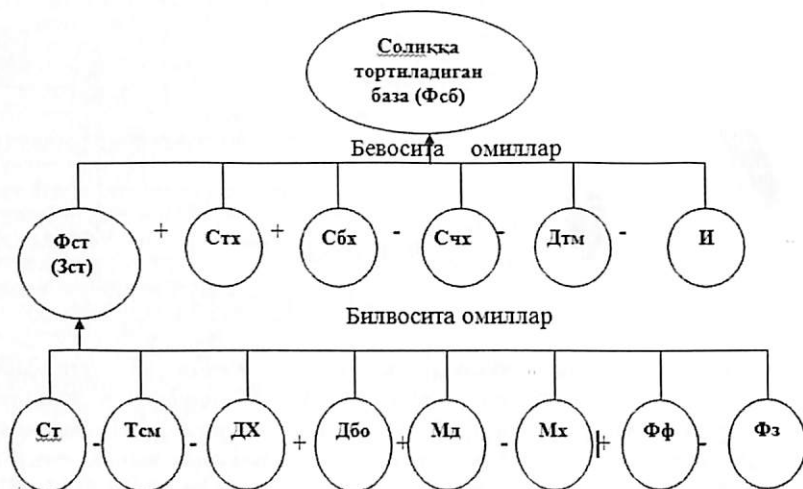 Солиққа
тортиладиган
база (Фсб)
Бевосита омиллар
Фст
(Зст)
+ Стх + Сбх - Счх - Дтм - И
Билвосита омиллар
Ст - Тсм - ДХ + Дбо + Мд - Мх + Фф - Фз